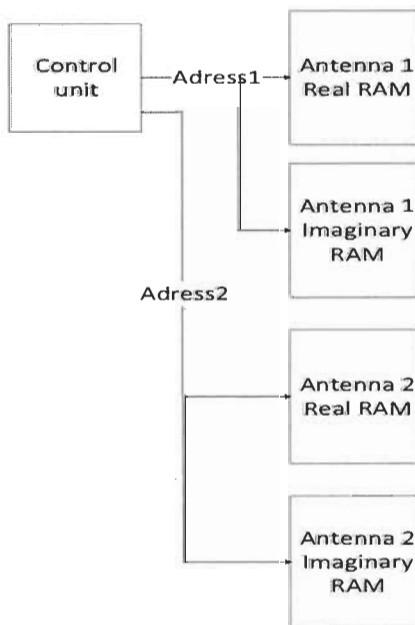 Control
unit
Adress1
Antenna 1
Real RAM
Antenna 1
Imaginary
RAM
Adress2
Antenna 2
Real RAM
Antenna 2
Imaginary
RAM